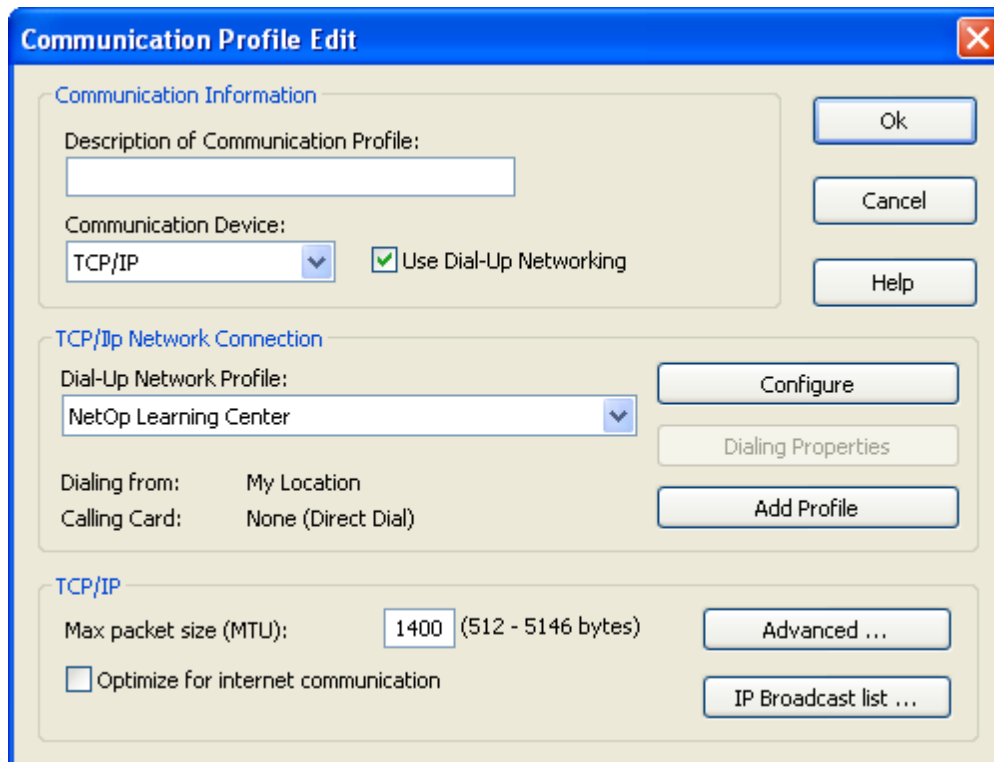 Communication Profile Edit
Communication Information
Description of Communication Profile:
Ok
Cancel
Communication Device:
TCP/IP
Use Dial-Up Networking
Help
TCP/IIp Network Connection
Dial-Up Network Profile:
Configure
NetOp Learning Center
Dialing Properties
Dialing from: My Location
Add Profile
Calling Card: None (Direct Dial)
TCP/IP
Max packet size (MTU): 1400 (512 - 5146 bytes)
Advanced ...
Optimize for internet communication
IP Broadcast list ...